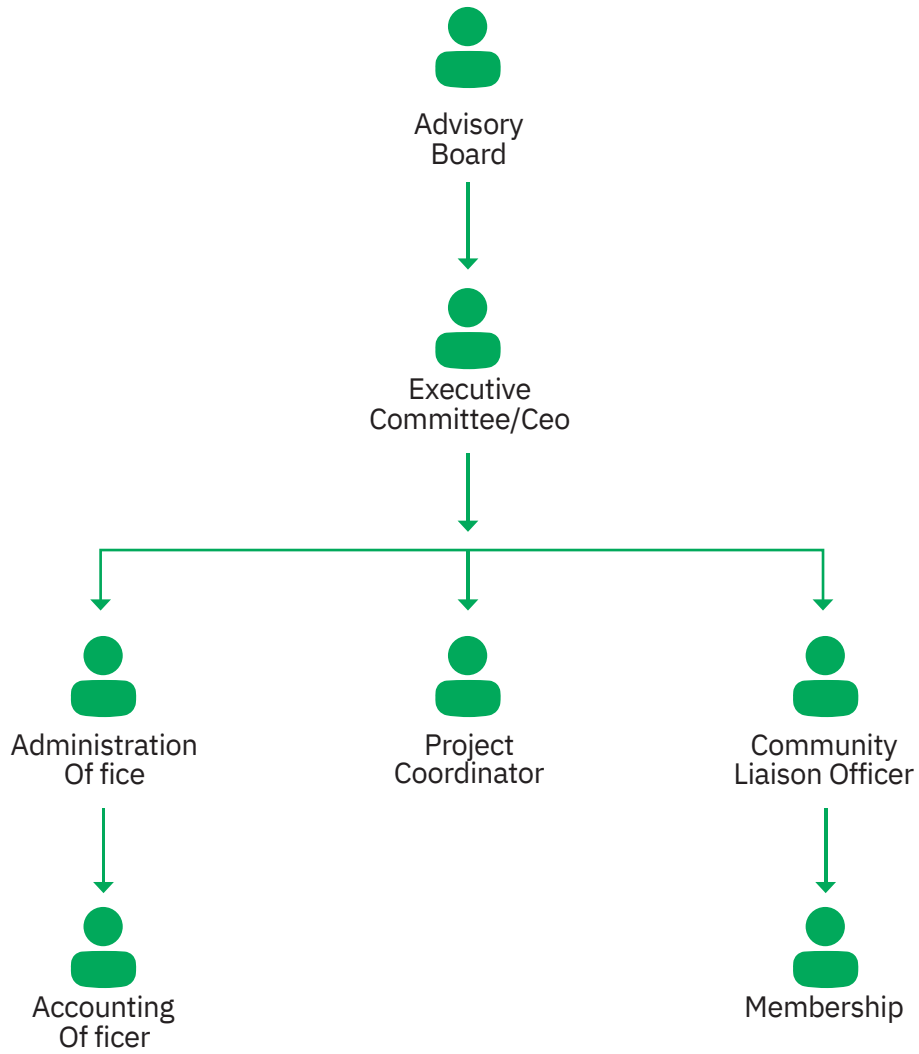 Advisory
Board
Executive
Committee/Ceo
Administration
Of fice
Project
Coordinator
Community
Liaison Officer
Accounting
Of ficer
Membership